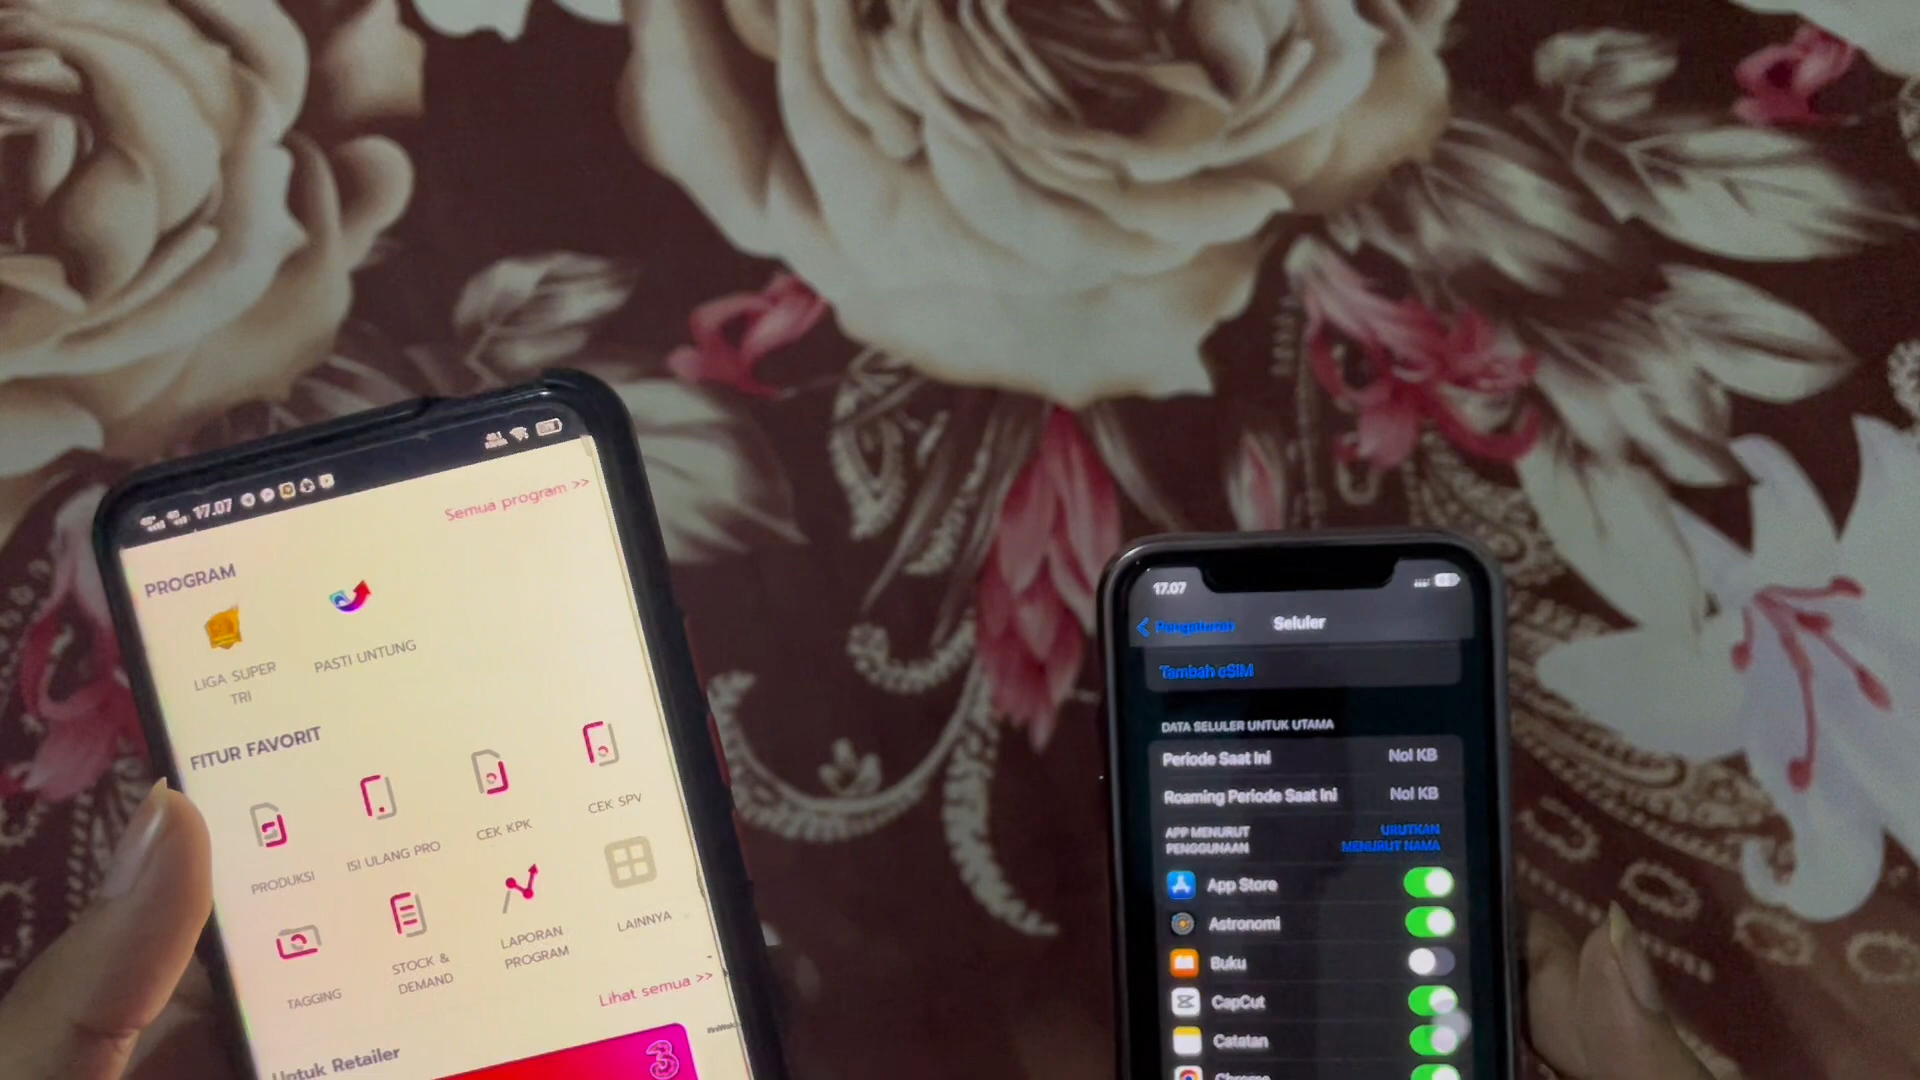 17.07
Semua program >>
PROGRAM
LIGA SUPER
TRI
PASTI UNTUNG
FITUR FAVORIT
PRODUKSI
ISI ULANG PRO
CEK KPK
CEK SPV
TAGGING
STOCK &
DEMAND
LAPORAN
PROGRAM
LAINNYA
Lihat semua >>
Untuk Retailer
3
17.07
Pengaturan
Seluler
Tambah eSIM
DATA SELULER UNTUK UTAMA
Periode Saat Ini
Nol KB
Roaming Periode Saat Ini
Nol KB
APP MENURUT
PENGGUNAAN
URUTKAN
MENURUT NAMA
App Store
Astronomi
Buku
CapCut
Catatan
Chrome